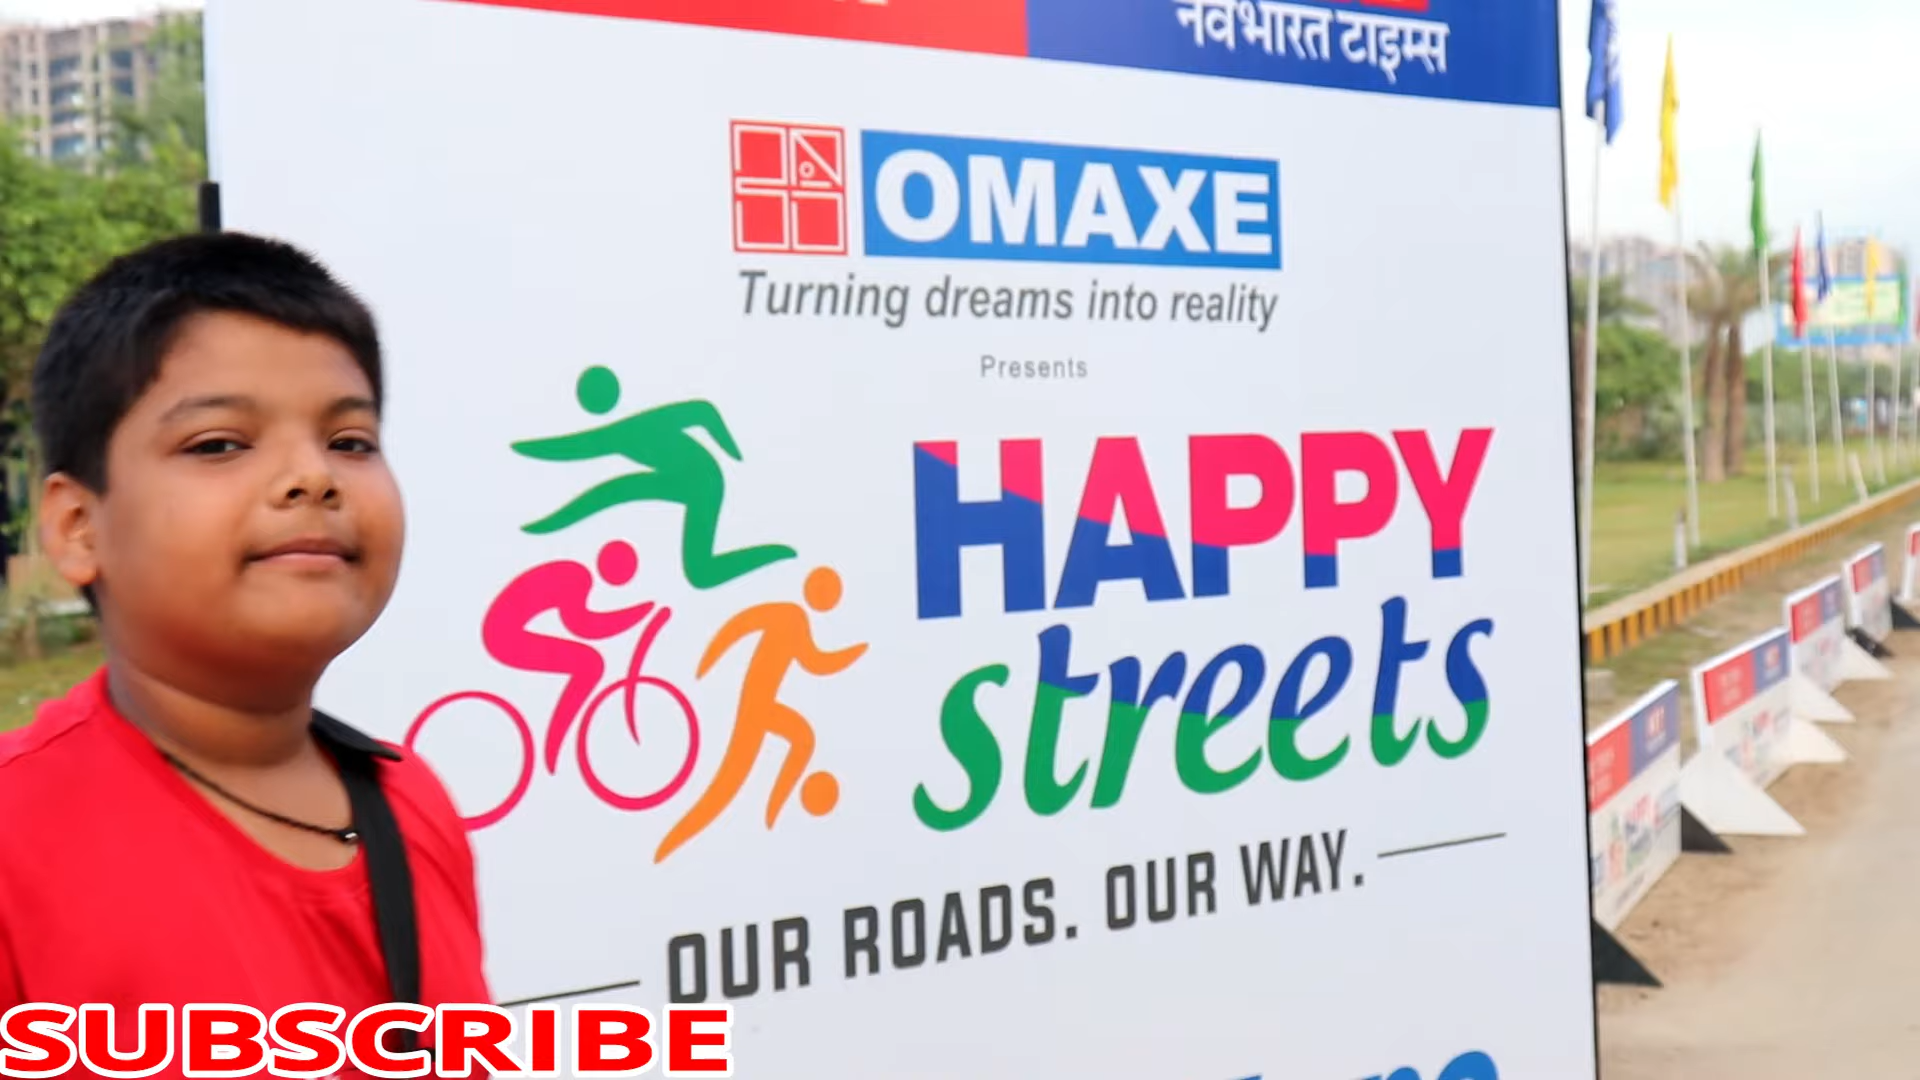 नवभारत टाइम्स
OMAXE
Turning dreams into reality
Presents
HAPPY
streets
OUR ROADS. OUR WAY.
SUBSCRIBE